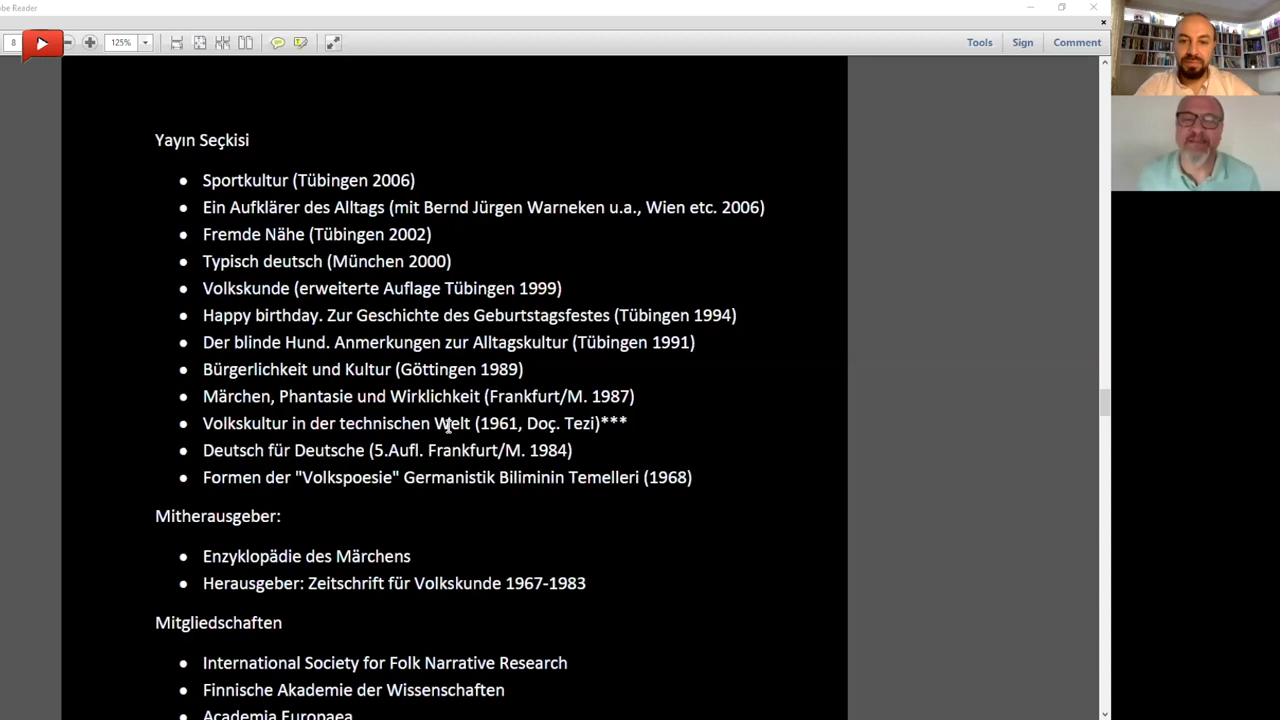 obe Reader
8
125%
Tools
Sign
Comment
Yayın Seçkisi
● Sportkultur (Tübingen 2006)
● Ein Aufklärer des Alltags (mit Bernd Jürgen Warneken u.a., Wien etc. 2006)
● Fremde Nähe (Tübingen 2002)
● Typisch deutsch (München 2000)
● Volkskunde (erweiterte Auflage Tübingen 1999)
● Happy birthday. Zur Geschichte des Geburtstagsfestes (Tübingen 1994)
● Der blinde Hund. Anmerkungen zur Alltagskultur (Tübingen 1991)
● Bürgerlichkeit und Kultur (Göttingen 1989)
● Märchen, Phantasie und Wirklichkeit (Frankfurt/M. 1987)
● Volkskultur in der technischen Welt (1961, Doç. Tezi)***
● Deutsch für Deutsche (5.Aufl. Frankfurt/M. 1984)
● Formen der "Volkspoesie" Germanistik Biliminin Temelleri (1968)
Mitherausgeber:
● Enzyklopädie des Märchens
● Herausgeber: Zeitschrift für Volkskunde 1967-1983
Mitgliedschaften
● International Society for Folk Narrative Research
● Finnische Akademie der Wissenschaften
Academia Europaea